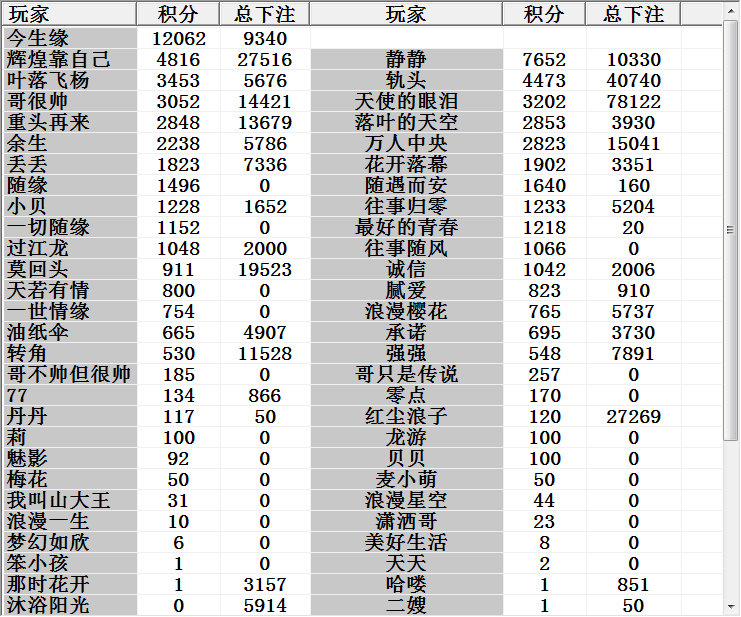 玩家 积分 总下注 玩家 积分 总下注
今生缘 12062 9340
辉煌靠自己 4816 27516 静静 7652 10330
叶落飞杨 3453 5676 轨头 4473 40740
哥很帅 3052 14421 天使的眼泪 3202 78122
重头再来 2848 13679 落叶的天空 2853 3930
余生 2238 5786 万人中央 2823 15041
丢丢 1823 7336 花开落幕 1902 3351
随缘 1496 0 随遇而安 1640 160
小贝 1228 1652 往事归零 1233 5204
一切随缘 1152 0 最好的青春 1218 20
过江龙 1048 2000 往事随风 1066 0
莫回头 911 19523 诚信 1042 2006
天若有情 800 0 腻爱 823 910
一世情缘 754 0 浪漫樱花 765 5737
油纸伞 665 4907 承诺 695 3730
转角 530 11528 强强 548 7891
哥不帅但很帅 185 0 哥只是传说 257 0
77 134 866 零点 170 0
丹丹 117 50 红尘浪子 120 27269
莉 100 0 龙游 100 0
魅影 92 0 贝贝 100 0
梅花 50 0 麦小萌 50 0
我叫山大王 31 0 浪漫星空 44 0
浪漫一生 10 0 潇洒哥 23 0
梦幻如欣 6 0 美好生活 8 0
笨小孩 1 0 天天 2 0
那时花开 1 3157 哈喽 1 851
沐浴阳光 0 5914 二嫂 1 50